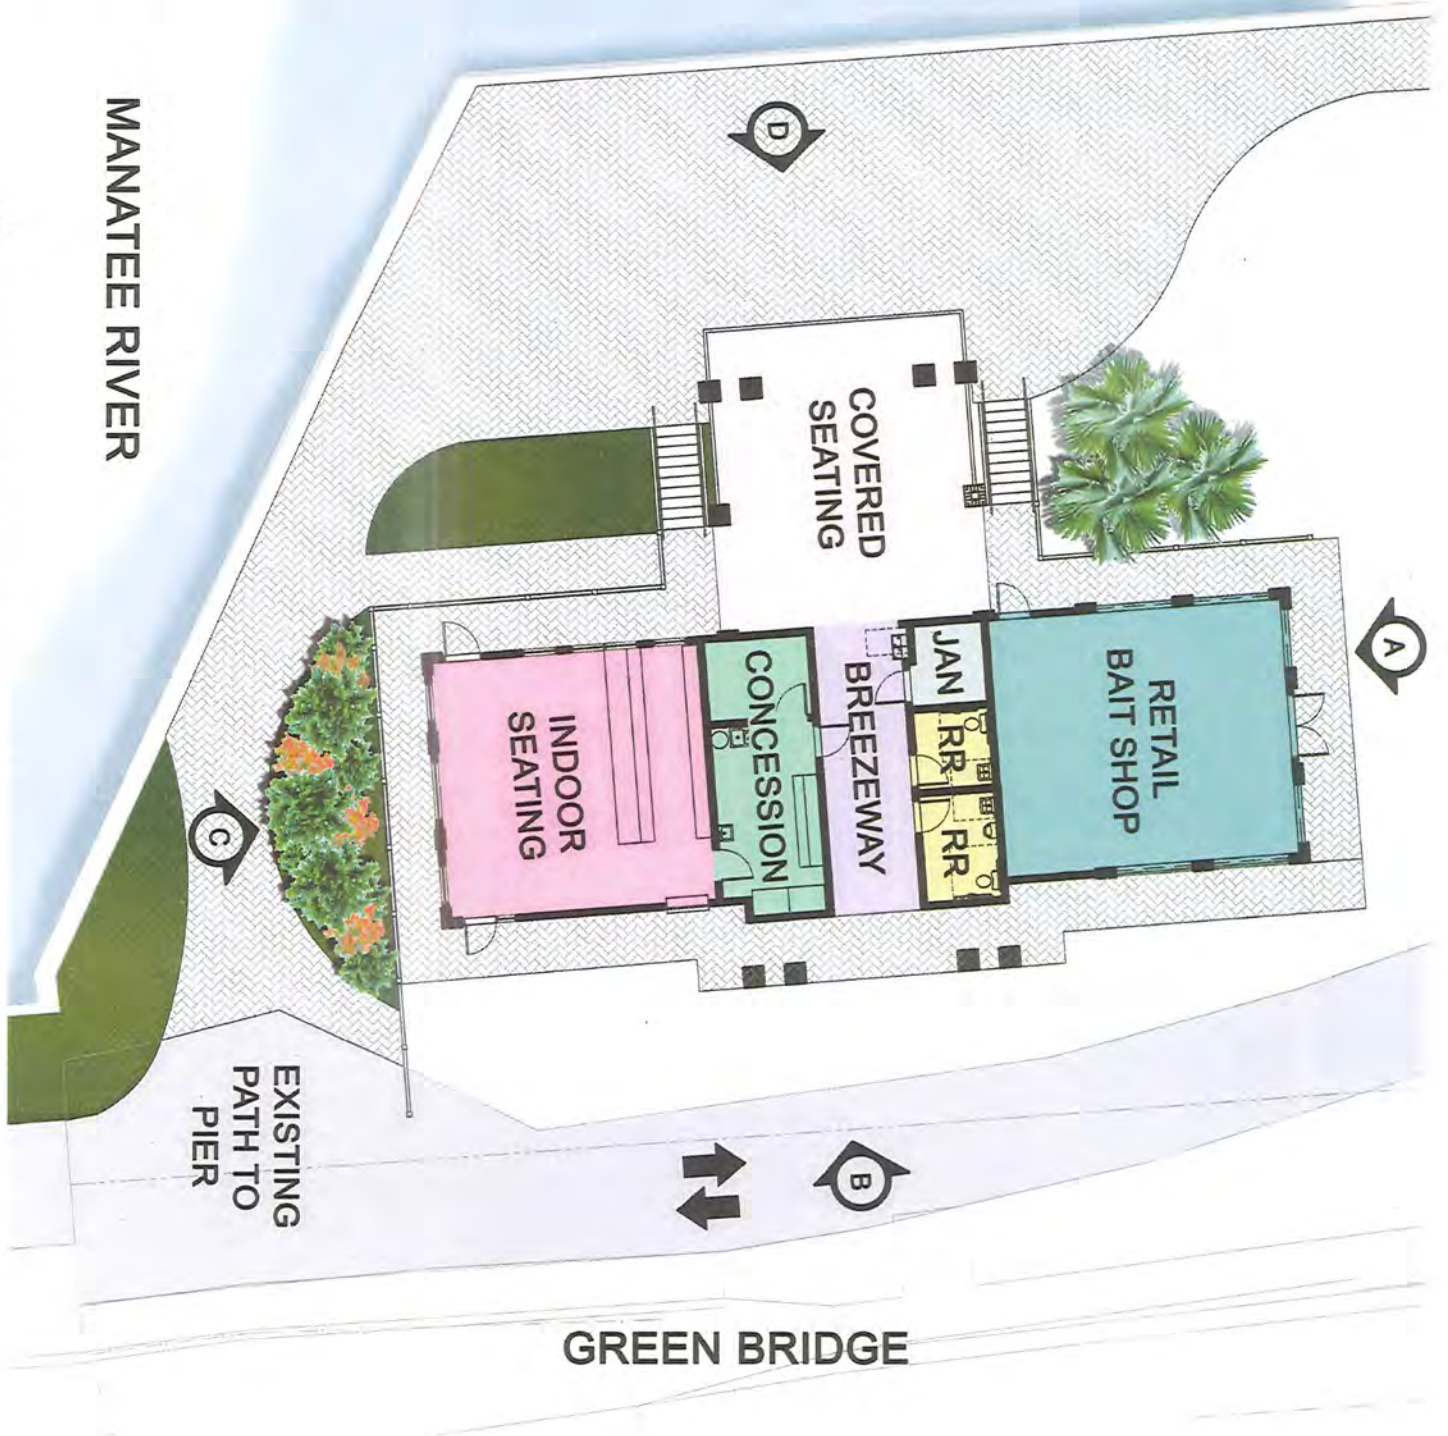 MANATEE RIVER
D
COVERED
SEATING
A
RETAIL
BAIT SHOP
JAN
RR
RR
BREEZEWAY
CONCESSION
INDOOR
SEATING
C
EXISTING
PATH TO
PIER
B
GREEN BRIDGE